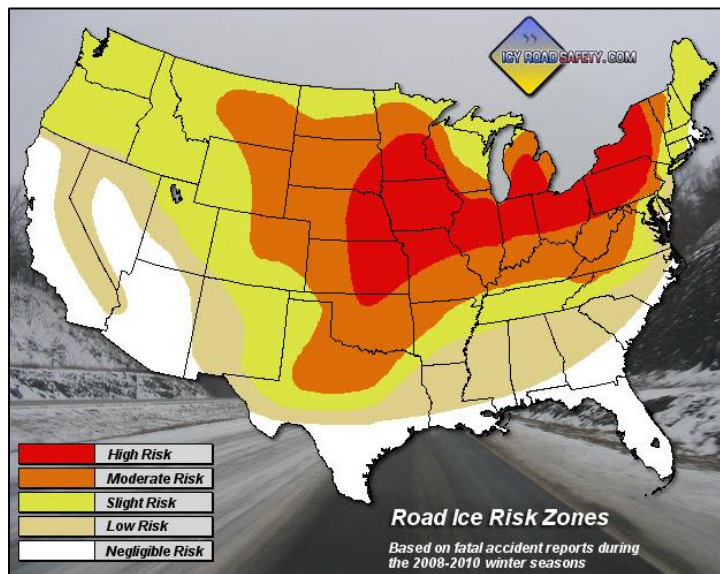 ICY ROAD SAFETY.COM
High Risk
Moderate Risk
Slight Risk
Low Risk
Negligible Risk
Road Ice Risk Zones
Based on fatal accident reports during
the 2008-2010 winter seasons